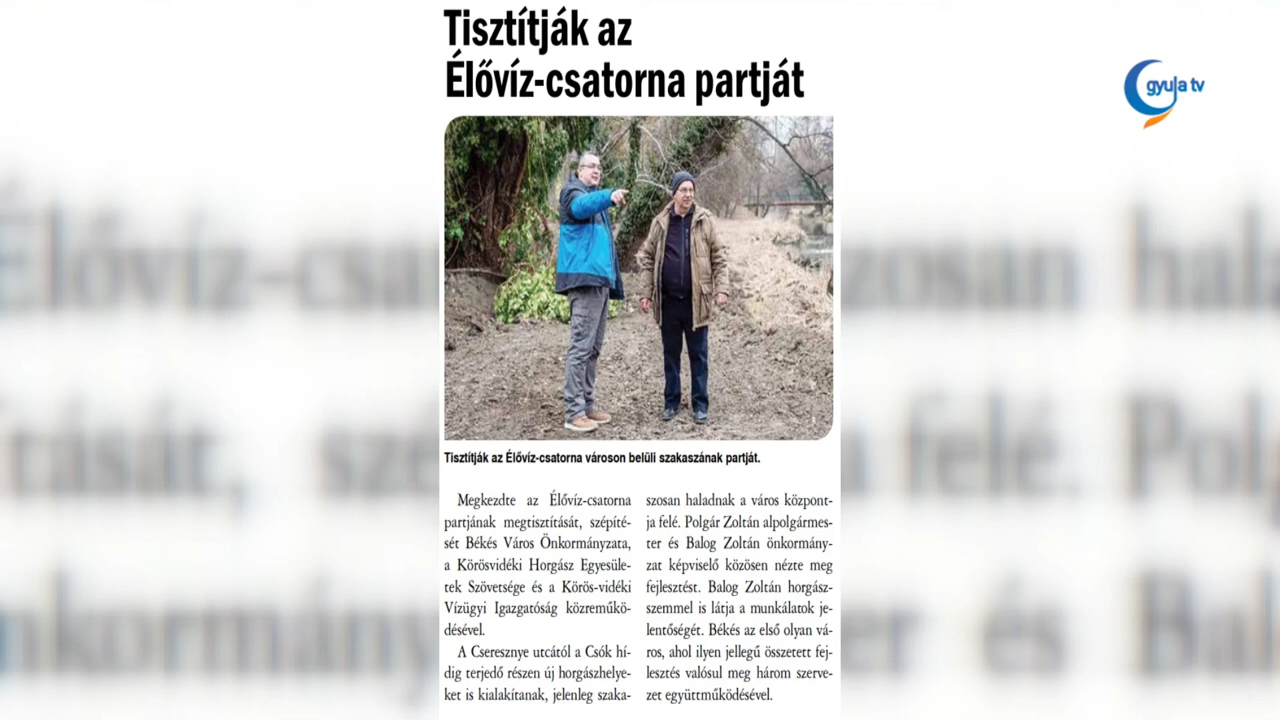 Tisztítják az
Élővíz-csatorna partját
gyula tv
Tisztítják az Élővíz-csatorna városon belüli szakaszának partját.
Megkezdte az Élővíz-csatorna
partjának megtisztítását, szépíté-
sét Békés Város Önkormányzata,
a Körösvidéki Horgász Egyesüle-
tek Szövetsége és a Körös-vidéki
Vízügyi Igazgatóság közreműkö-
désével.
A Cseresznye utcától a Csók hí-
dig terjedő részen új horgászhelye-
ket is kialakítanak, jelenleg szaka-
szosan haladnak a város központ-
ja felé. Polgár Zoltán alpolgármes-
ter és Balog Zoltán önkormány-
zat képviselő közösen nézte meg
fejlesztést. Balog Zoltán horgász-
szemmel is látja a munkálatok je-
lentőségét. Békés az első olyan vá-
ros, ahol ilyen jellegű összetett fej-
lesztés valósul meg három szerve-
zet együttműködésével.